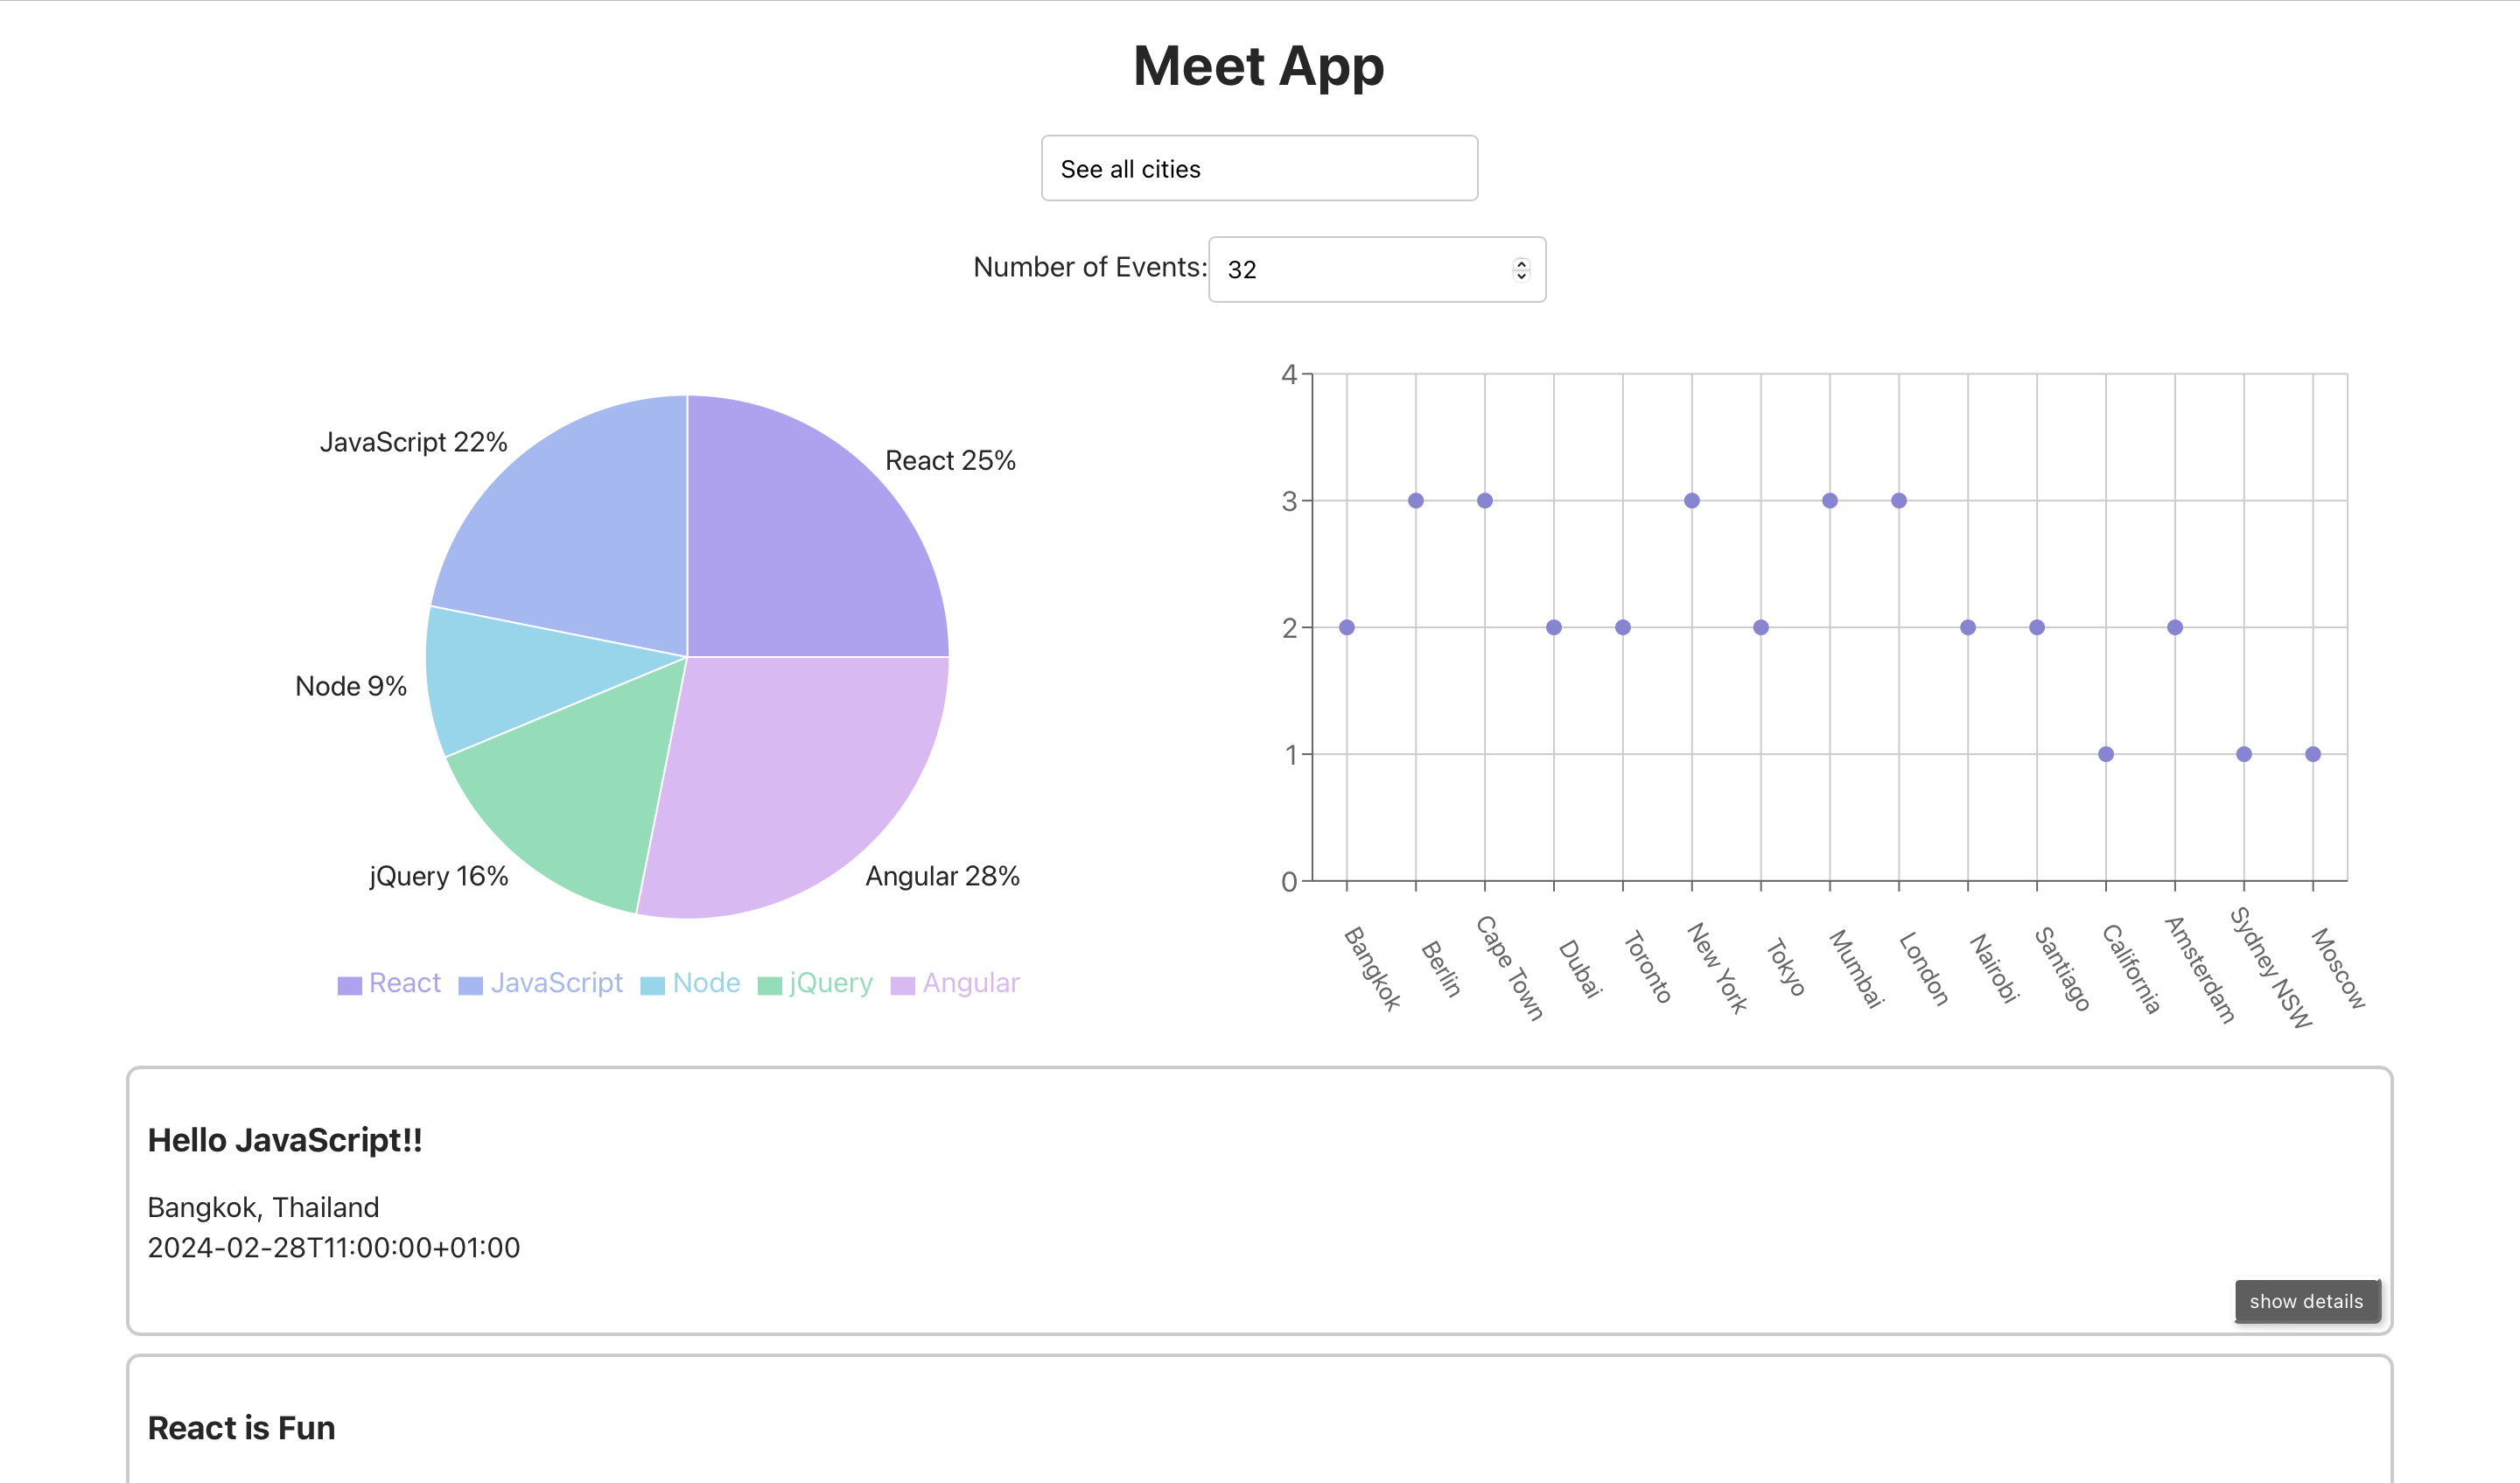 Meet App
See all cities
Number of Events: 32
JavaScript 22%
React 25%
Node 9%
jQuery 16%
Angular 28%
React JavaScript Node jQuery Angular
4
3
2
1
0
Bangkok Berlin Cape Town Dubai Toronto New York Tokyo Mumbai London Nairobi Santiago California Amsterdam Sydney NSW Moscow
Hello JavaScript!!
Bangkok, Thailand
2024-02-28T11:00:00+01:00
show details
React is Fun